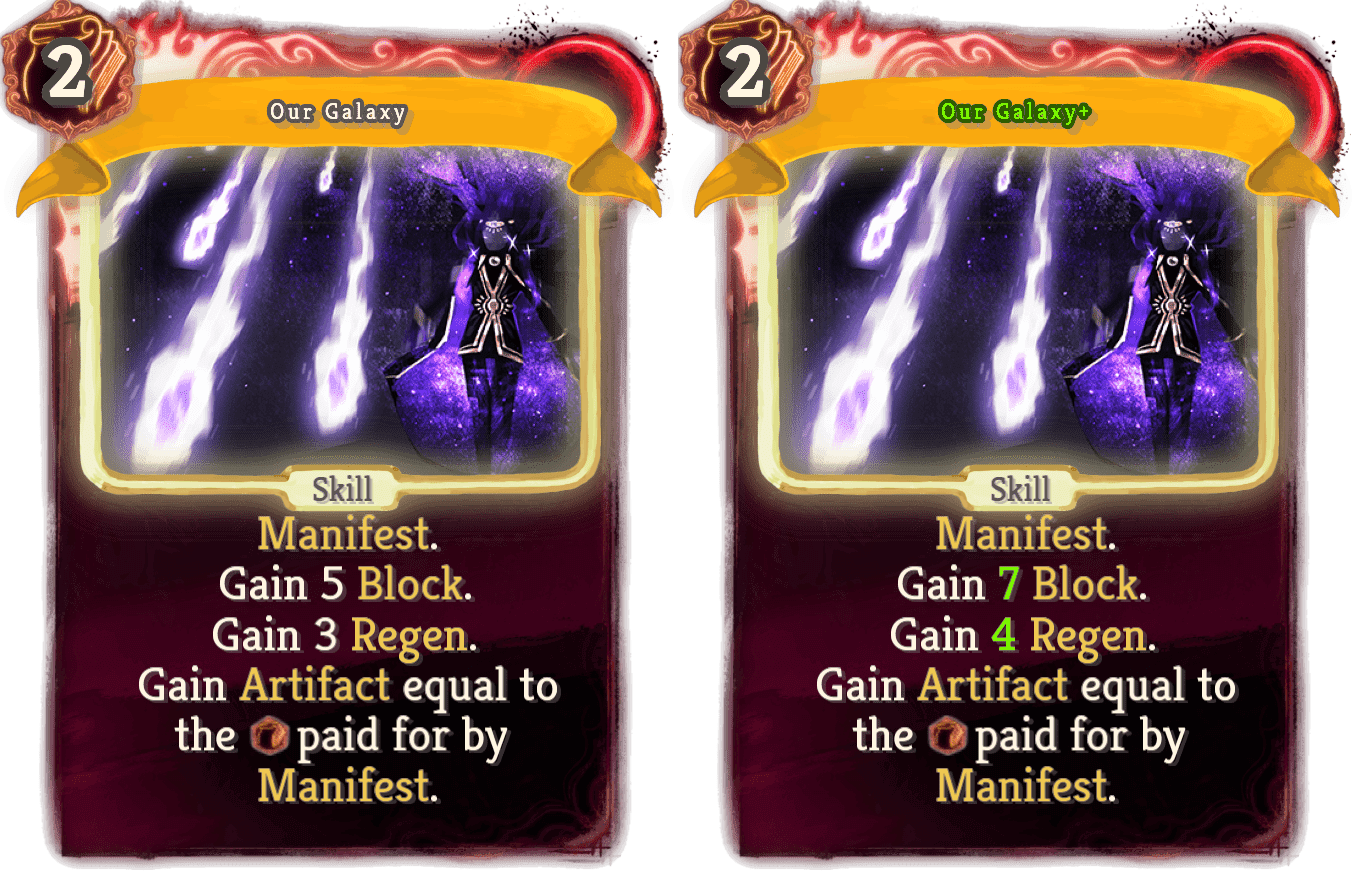 2
Our Galaxy
Skill
Manifest.
Gain 5 Block.
Gain 3 Regen.
Gain Artifact equal to
the paid for by
Manifest.
2
Our Galaxy+
Skill
Manifest.
Gain 7 Block.
Gain 4 Regen.
Gain Artifact equal to
the paid for by
Manifest.